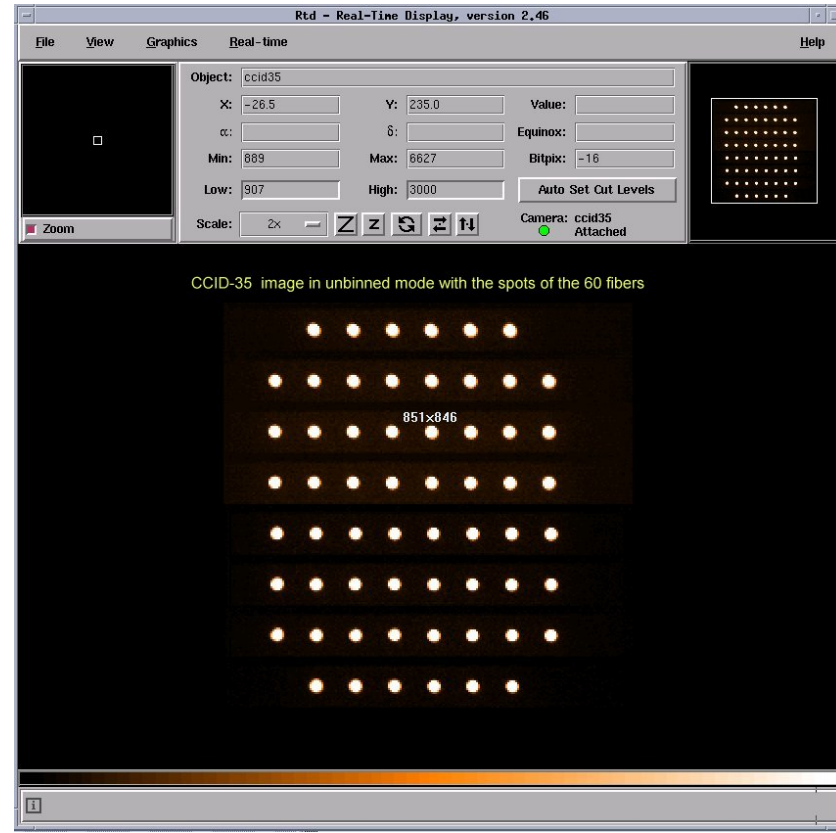 Rtd - Real-Time Display, version 2.46
File View Graphics Real-time Help
Object: ccid35
X: -26.5 Y: 235.0 Value:
α: δ: Equinox:
Min: 889 Max: 6627 Bitpix: -16
Low: 907 High: 3000 Auto Set Cut Levels
Scale: 2x Z z Camera: ccid35
Attached
Zoom
CCID-35 image in unbinned mode with the spots of the 60 fibers
851x846
i